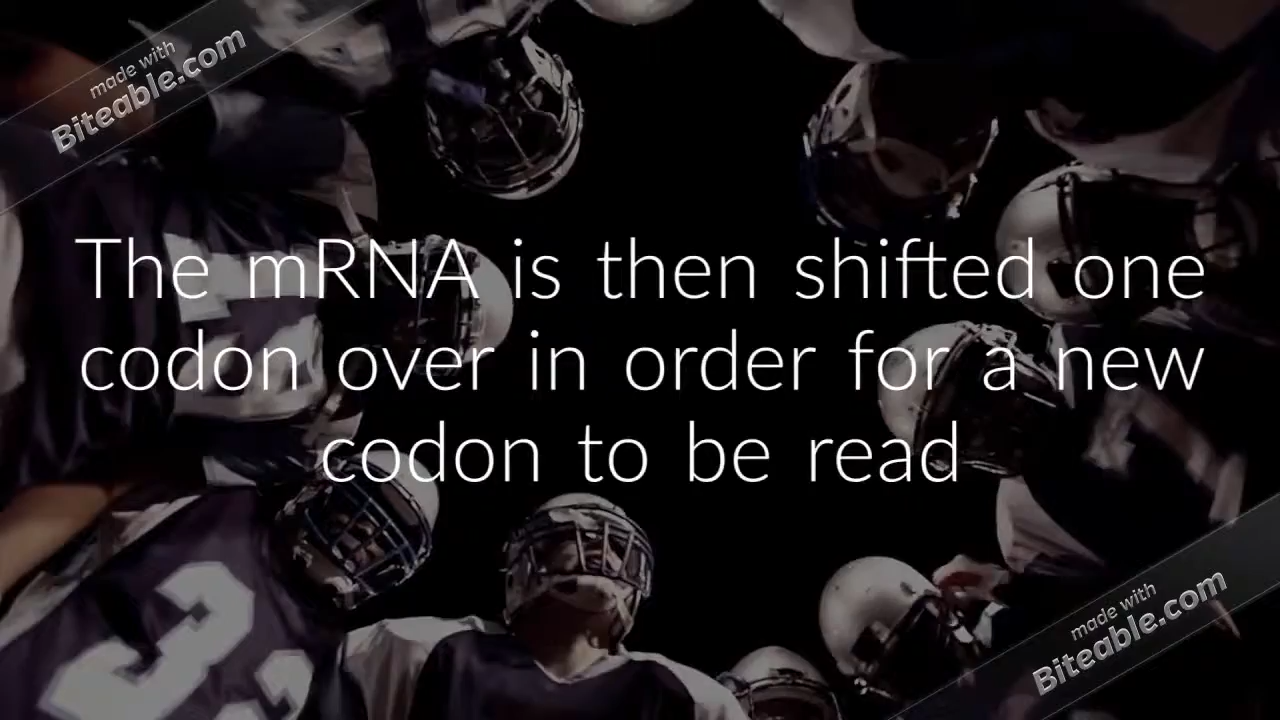 made with
Biteable.com
The mRNA is then shifted one
codon over in order for a new
codon to be read
33
made with
Biteable.com